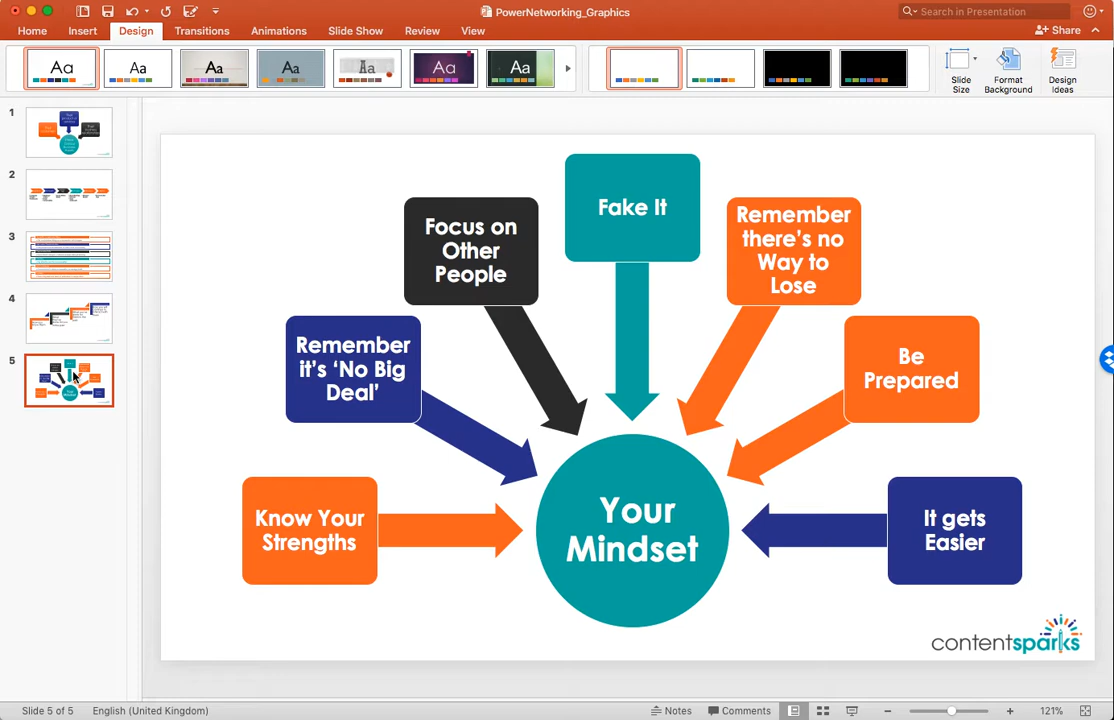 PowerNetworking_Graphics
Search in Presentation
Home Insert Design Transitions Animations Slide Show Review View
Share
Aa Aa Aa Aa Aa Aa Aa
Slide Size
Format Background
Design Ideas
1
2
3
4
5
Fake It
Focus on
Other
People
Remember
there's no
Way to
Lose
Remember
it's ‘No Big
Deal’
Be
Prepared
Know Your
Strengths
Your
Mindset
It gets
Easier
contentsparks
Slide 5 of 5 English (United Kingdom) Notes Comments 121%